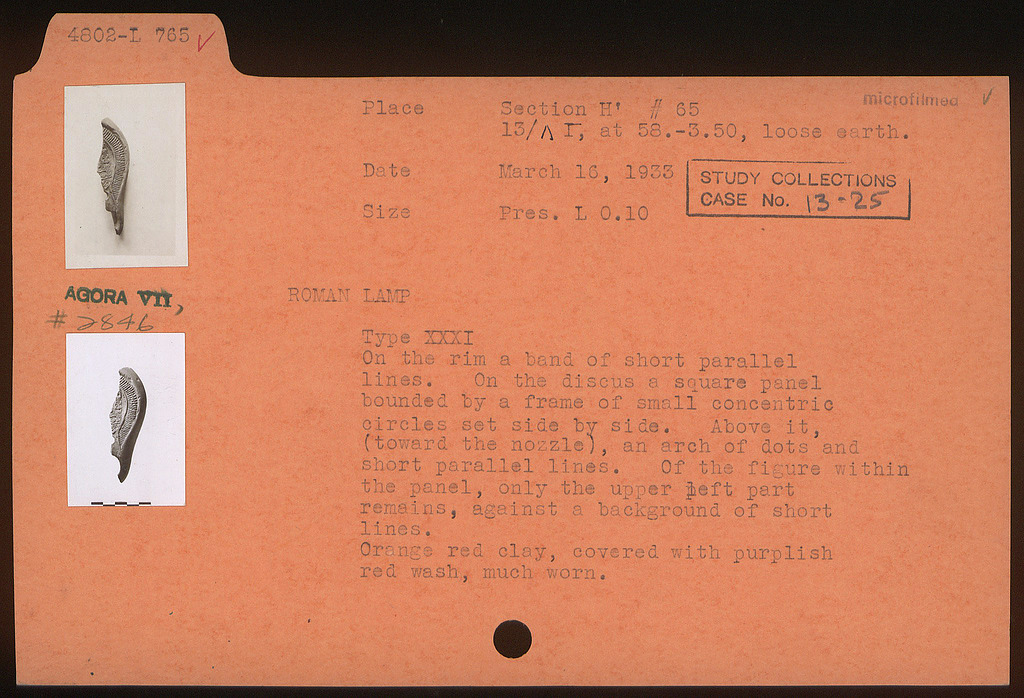 4802-L 765 ✓
microfilmed ✓
Place Section H' # 65
13/Λ Γ, at 58.-3.50, loose earth.
Date March 16, 1933
STUDY COLLECTIONS
CASE No. 13-25
Size Pres. L 0.10
AGORA VII,
# 2846
ROMAN LAMP
Type XXXI
On the rim a band of short parallel
lines. On the discus a square panel
bounded by a frame of small concentric
circles set side by side. Above it,
(toward the nozzle), an arch of dots and
short parallel lines. Of the figure within
the panel, only the upper left part
remains, against a background of short
lines.
Orange red clay, covered with purplish
red wash, much worn.